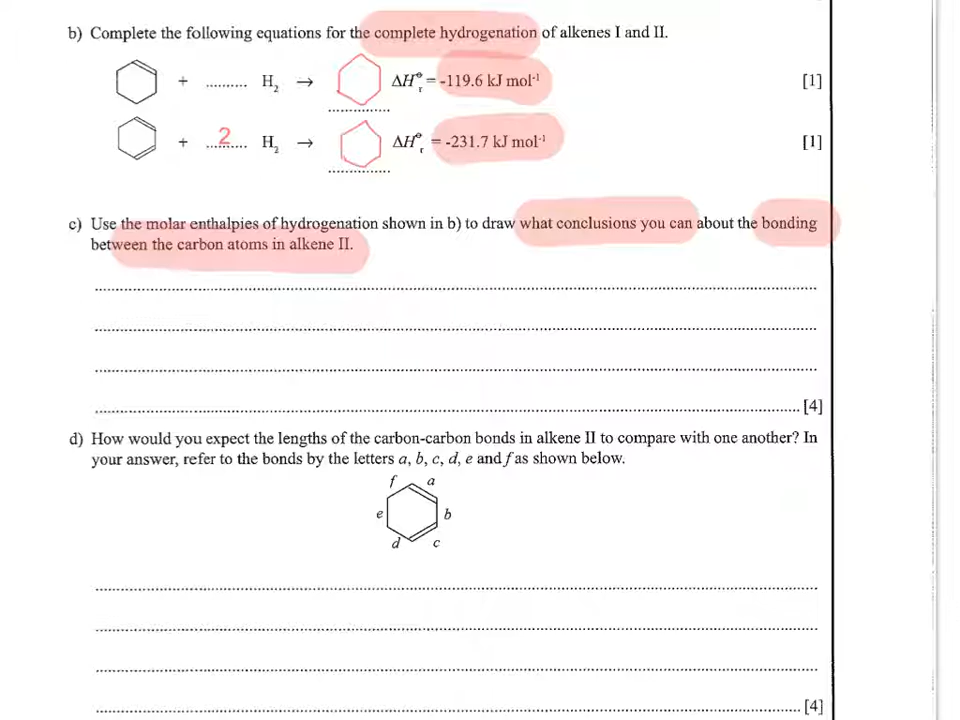 b) Complete the following equations for the complete hydrogenation of alkenes I and II.
+ .......... H₂ → ΔH°r = -119.6 kJ mol⁻¹ [1]
+ ...2... H₂ → ΔH°r = -231.7 kJ mol⁻¹ [1]
c) Use the molar enthalpies of hydrogenation shown in b) to draw what conclusions you can about the bonding
between the carbon atoms in alkene II.
[4]
d) How would you expect the lengths of the carbon-carbon bonds in alkene II to compare with one another? In
your answer, refer to the bonds by the letters a, b, c, d, e and f as shown below.
f a
e b
d c
[4]